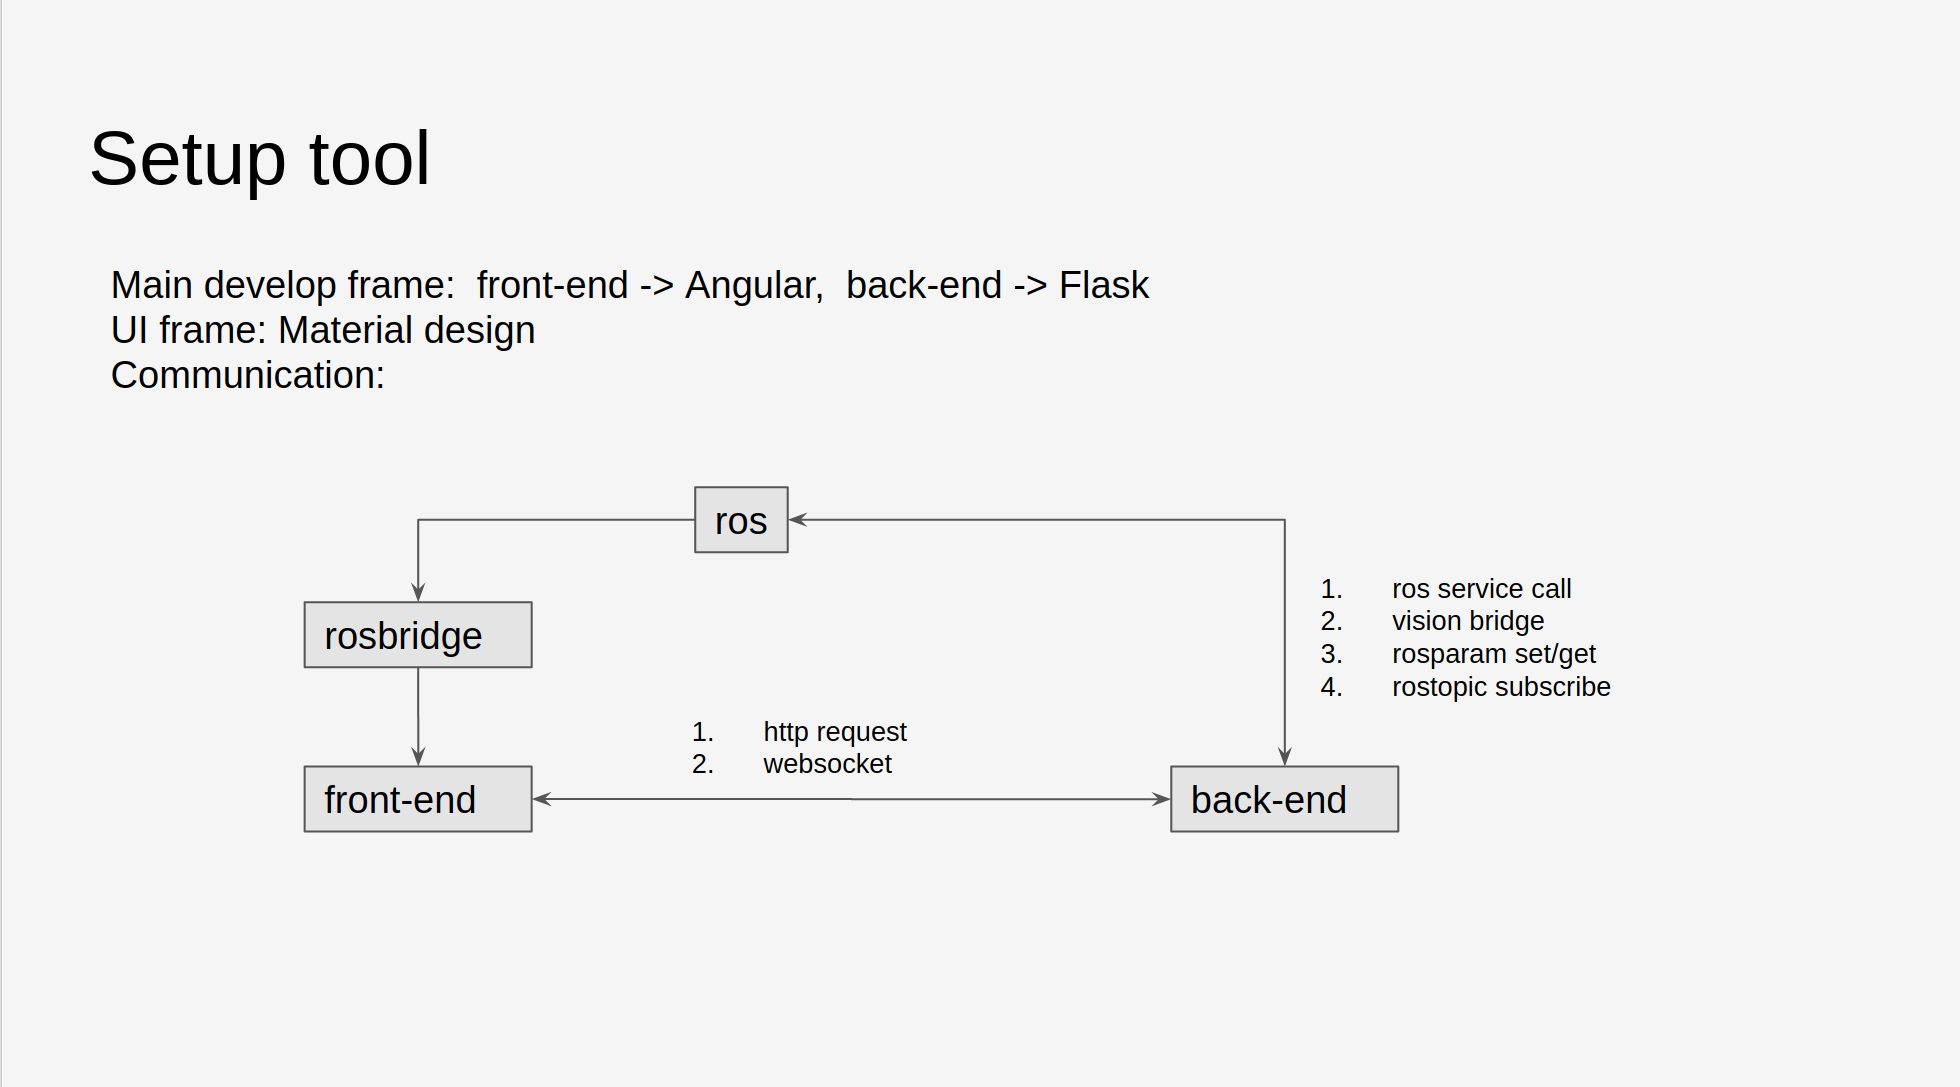 Setup tool
Main develop frame:  front-end -> Angular,  back-end -> Flask
UI frame: Material design
Communication:
ros
rosbridge
1. ros service call
2. vision bridge
3. rosparam set/get
4. rostopic subscribe
1. http request
2. websocket
front-end
back-end